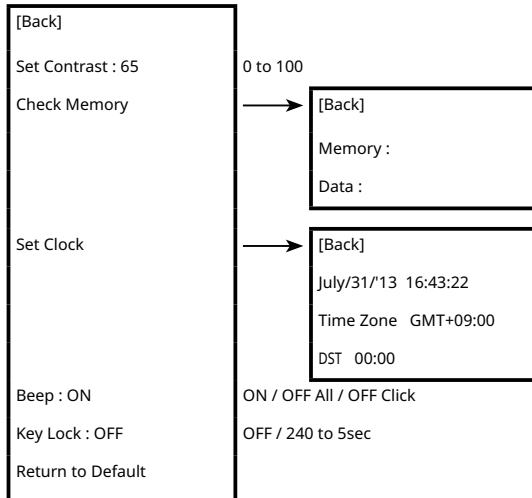 [Back]
Set Contrast : 65 0 to 100
Check Memory [Back]
Memory :
Data :
Set Clock [Back]
July/31/'13 16:43:22
Time Zone GMT+09:00
DST 00:00
Beep : ON ON / OFF All / OFF Click
Key Lock : OFF OFF / 240 to 5sec
Return to Default